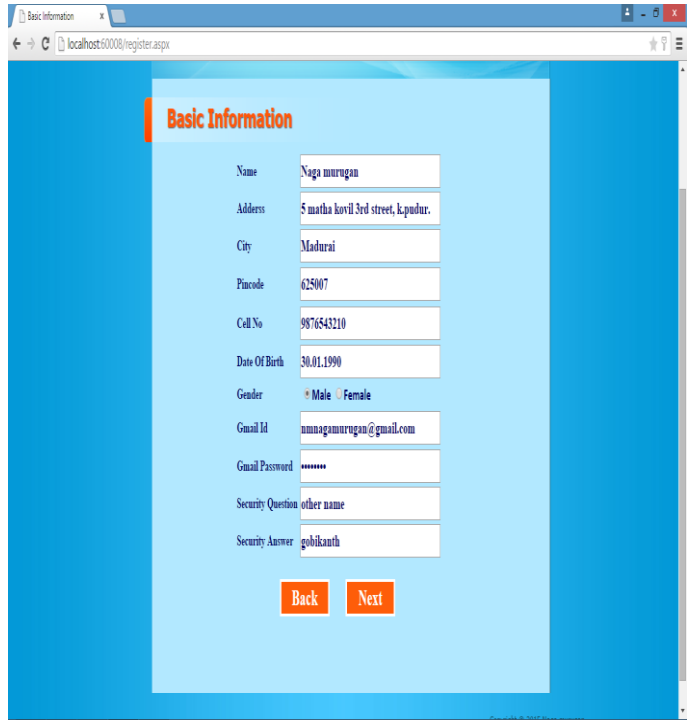 Basic Information
localhost:60008/register.aspx
Basic Information
Name Naga murugan
Adderss 5 matha kovil 3rd street, k.pudur.
City Madurai
Pincode 625007
Cell No 9876543210
Date Of Birth 30.01.1990
Gender Male Female
Gmail Id nmnagamurugan@gmail.com
Gmail Password ••••••••
Security Question other name
Security Answer gobikanth
Back Next